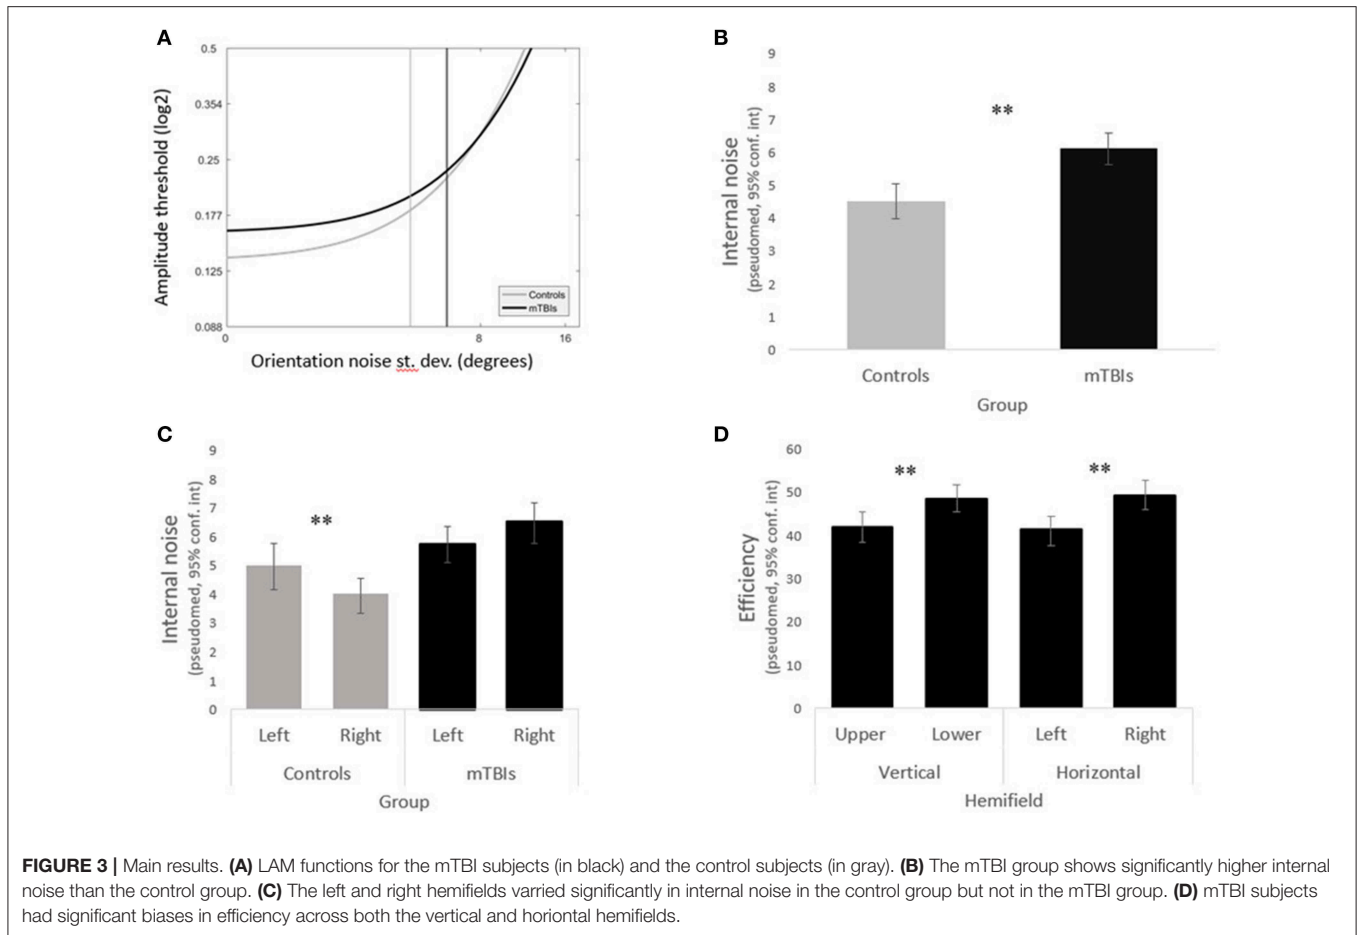 A
0.5
0.354
0.25
0.177
0.125
0.088
Amplitude threshold (log2)
Controls
mTBIs
0 8 16
Orientation noise st. dev. (degrees)
B
9
8
7
6
5
4
3
2
1
0
Internal noise
(pseudomed, 95% conf. int)
**
Controls mTBIs
Group
C
9
8
7
6
5
4
3
2
1
0
Internal noise
(pseudomed, 95% conf. int)
**
Left Right Left Right
Controls mTBIs
Group
D
60
50
40
30
20
10
0
Efficiency
(pseudomed, 95% conf. int)
** **
Upper Lower Left Right
Vertical Horizontal
Hemifield
FIGURE 3 | Main results. (A) LAM functions for the mTBI subjects (in black) and the control subjects (in gray). (B) The mTBI group shows significantly higher internal
noise than the control group. (C) The left and right hemifields varried significantly in internal noise in the control group but not in the mTBI group. (D) mTBI subjects
had significant biases in efficiency across both the vertical and horiontal hemifields.